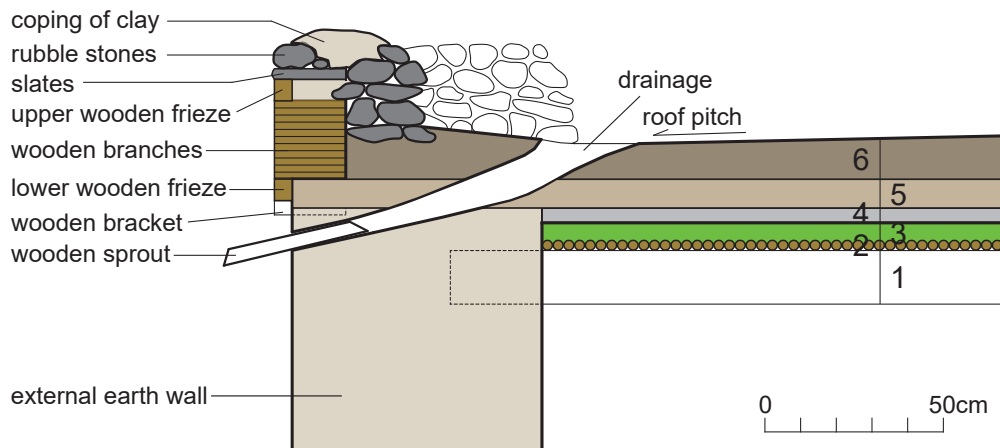 coping of clay
rubble stones
slates
upper wooden frieze
wooden branches
lower wooden frieze
wooden bracket
wooden sprout
external earth wall
drainage
roof pitch
6
5
4
3
2
1
0 50cm